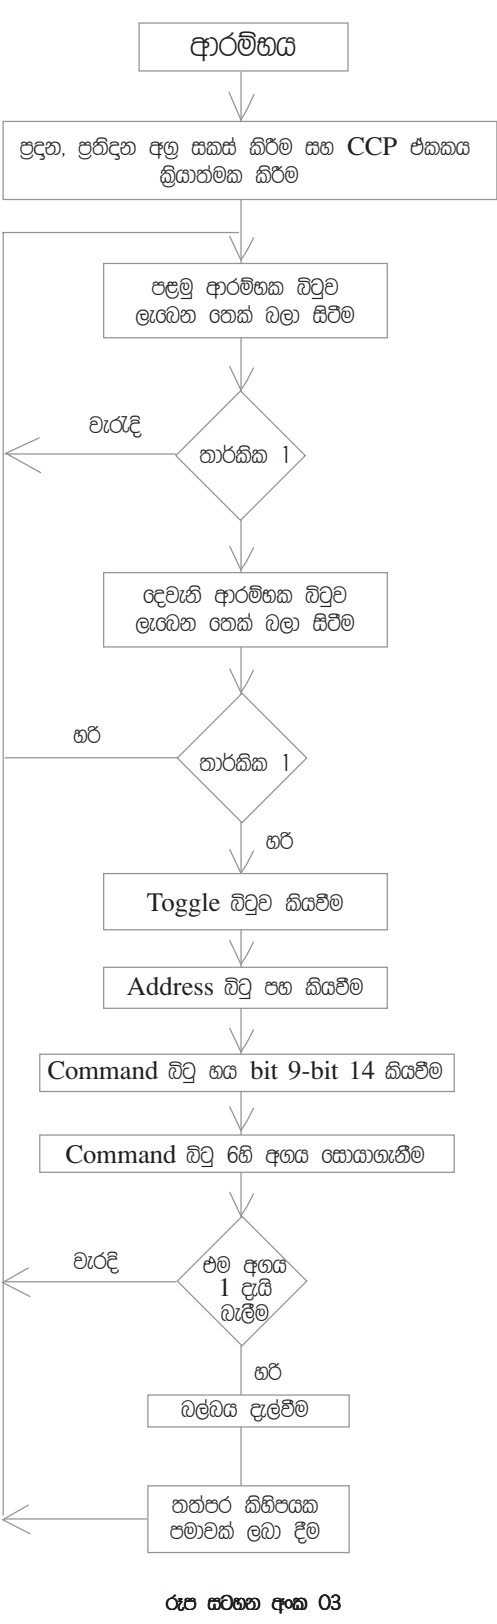 ආරම්භය
ප්‍රදාන, ප්‍රතිදාන අග්‍ර සකස් කිරීම සහ CCP ඒකකය
ක්‍රියාත්මක කිරීම
පළමු ආරම්භක බිටුව
ලැබෙන තෙක් බලා සිටීම
වැරැදි
තාර්කික 1
දෙවැනි ආරම්භක බිටුව
ලැබෙන තෙක් බලා සිටීම
හරි
තාර්කික 1
හරි
Toggle බිටුව කියවීම
Address බිටු පහ කියවීම
Command බිටු හය bit 9-bit 14 කියවීම
Command බිටු 6හි අගය සොයාගැනීම
වැරදි
එම අගය
1 දැයි
බැලීම
හරි
බල්බය දැල්වීම
තත්පර කිහිපයක
පමාවක් ලබා දීම
රූප සටහන අංක 03